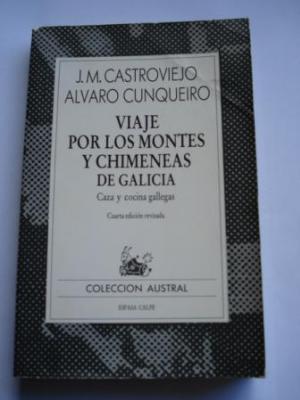 J. M. CASTROVIEJO
ALVARO CUNQUEIRO
VIAJE
POR LOS MONTES
Y CHIMENEAS
DE GALICIA
Caza y cocina gallegas
Cuarta edición revisada
COLECCION AUSTRAL
ESPASA CALPE